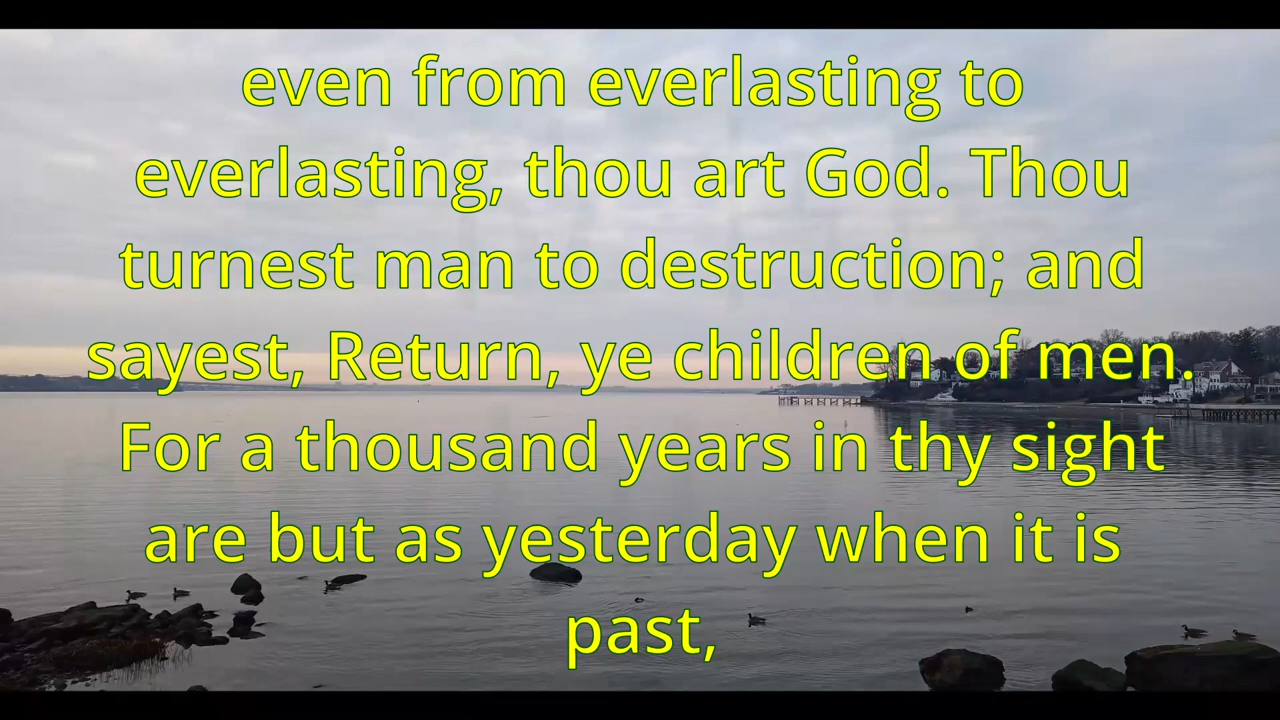 even from everlasting to
everlasting, thou art God. Thou
turnest man to destruction; and
sayest, Return, ye children of men.
For a thousand years in thy sight
are but as yesterday when it is
past,